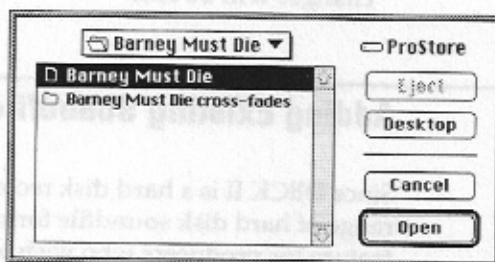 Barney Must Die
ProStore
Barney Must Die
Barney Must Die cross-fades
Eject
Desktop
Cancel
Open